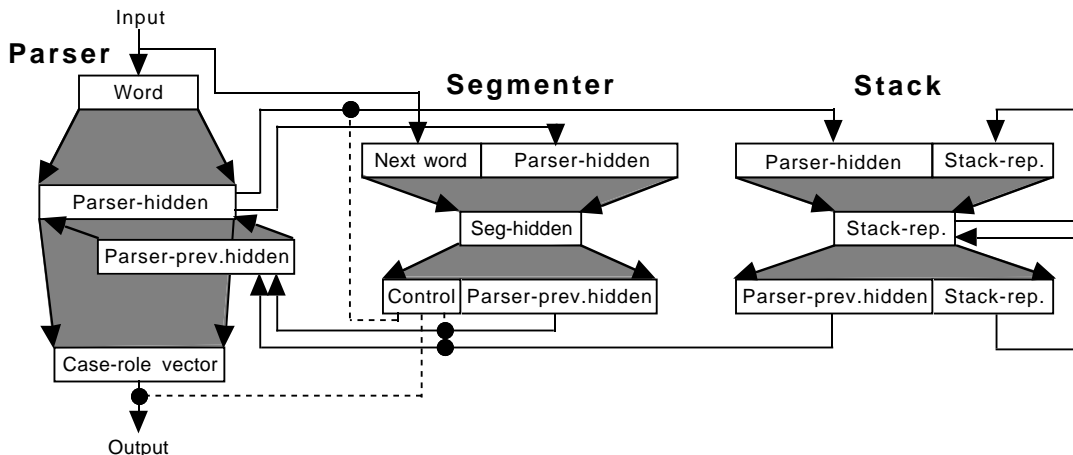 Input
Parser
Segmenter
Stack
Word
Next word
Parser-hidden
Parser-hidden
Stack-rep.
Parser-hidden
Seg-hidden
Stack-rep.
Parser-prev.hidden
Control
Parser-prev.hidden
Parser-prev.hidden
Stack-rep.
Case-role vector
Output